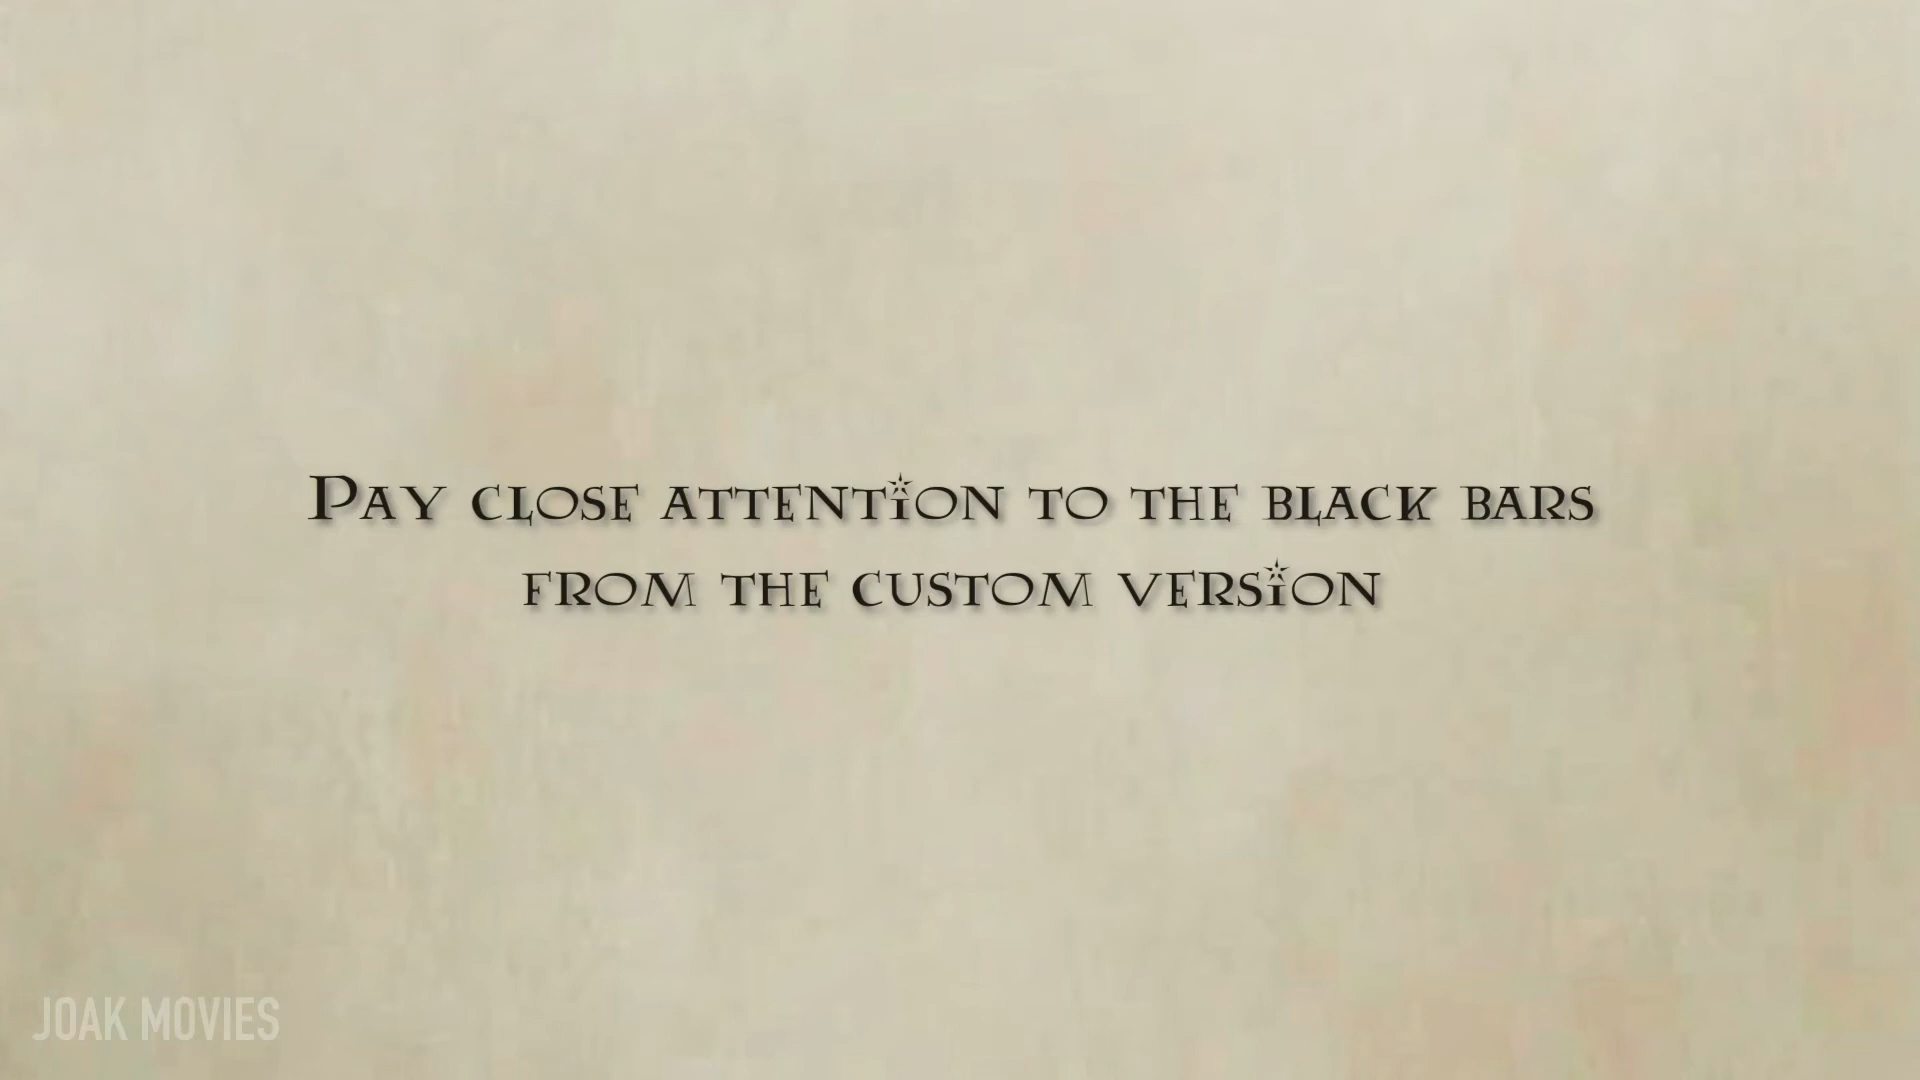 Pay close attention to the black bars
from the custom version
JOAK MOVIES